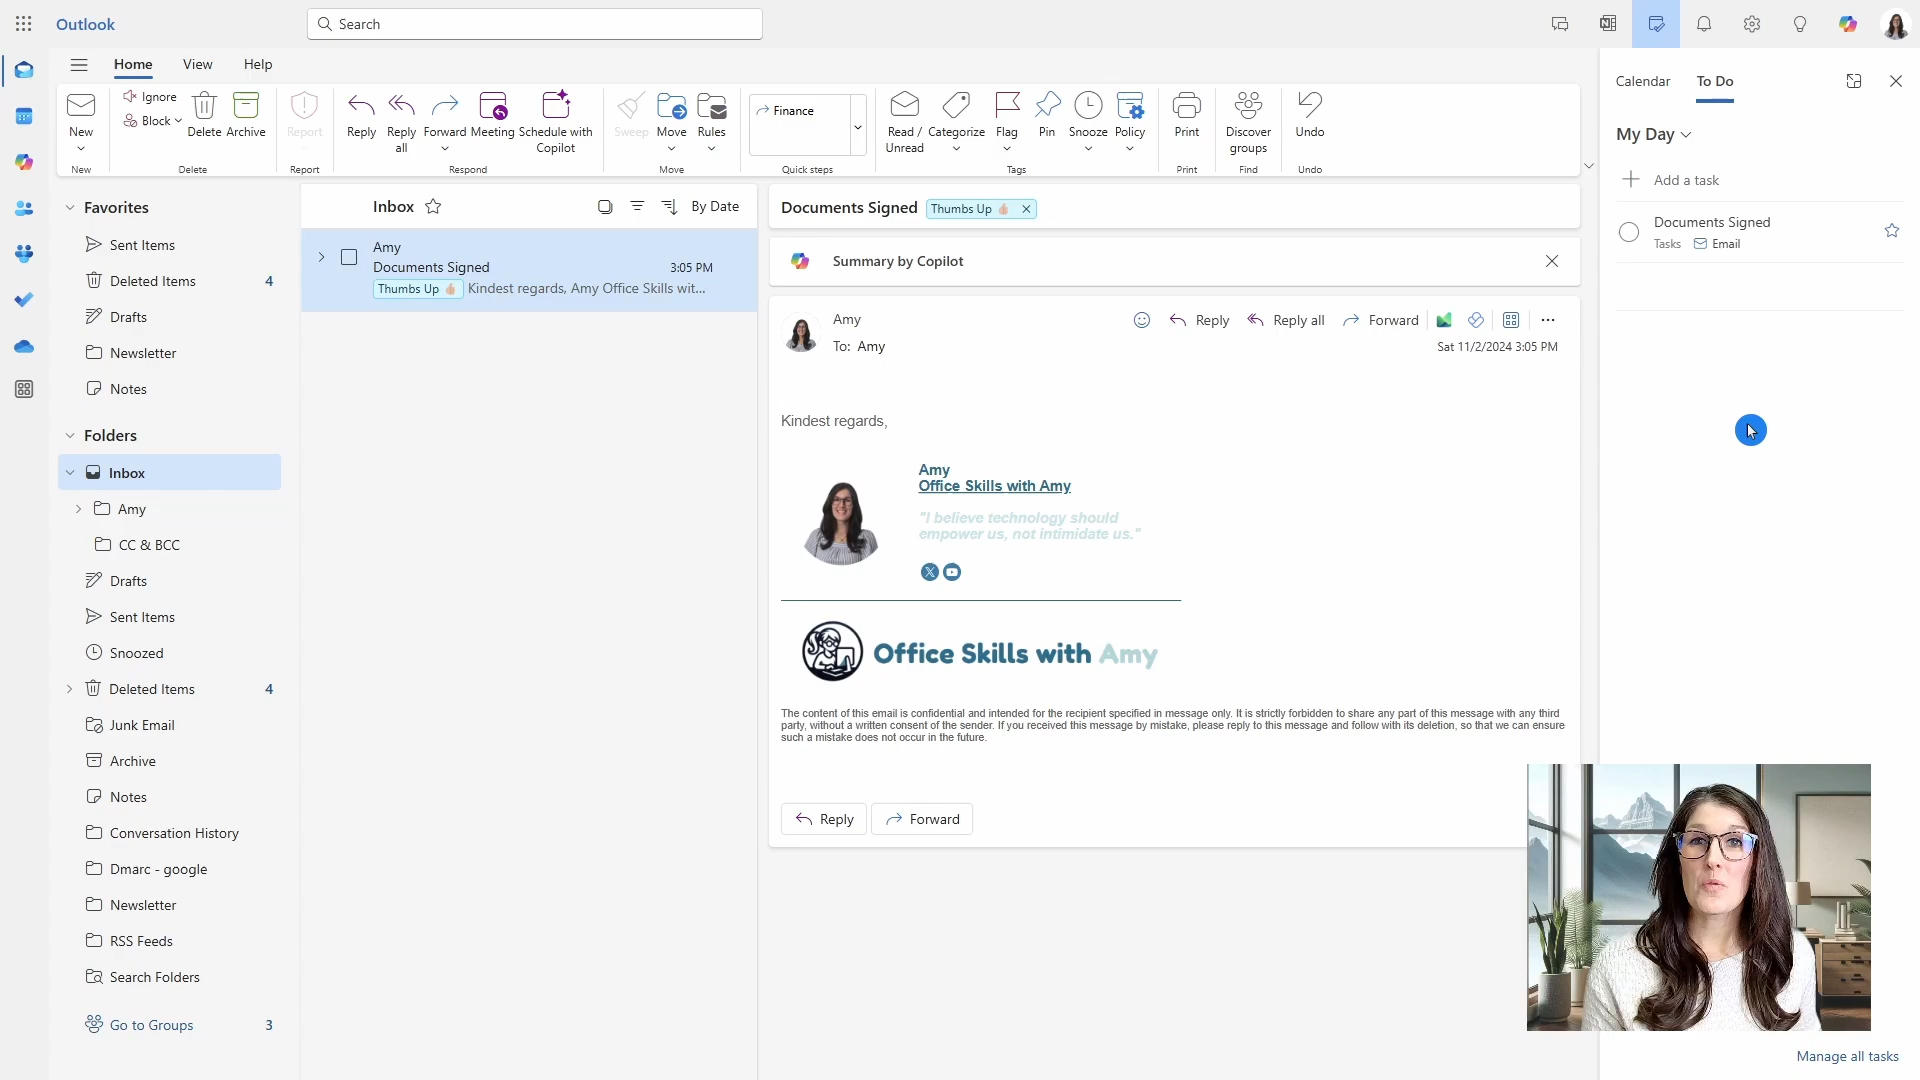 Outlook
Search
Home
View
Help
New
New
Ignore
Block
Delete
Archive
Delete
Report
Report
Reply
Reply all
Forward
Meeting
Schedule with Copilot
Respond
Sweep
Move
Rules
Move
Finance
Quick steps
Read / Unread
Categorize
Flag
Pin
Snooze
Policy
Tags
Print
Print
Discover groups
Find
Undo
Undo
Favorites
Sent Items
Deleted Items 4
Drafts
Newsletter
Notes
Folders
Inbox
Amy
CC & BCC
Drafts
Sent Items
Snoozed
Deleted Items 4
Junk Email
Archive
Notes
Conversation History
Dmarc - google
Newsletter
RSS Feeds
Search Folders
Go to Groups 3
Inbox
By Date
Amy
Documents Signed 3:05 PM
Thumbs Up Kindest regards, Amy Office Skills wit...
Documents Signed Thumbs Up
Summary by Copilot
Amy
To: Amy
Reply
Reply all
Forward
Sat 11/2/2024 3:05 PM
Kindest regards,
Amy
Office Skills with Amy
"I believe technology should
empower us, not intimidate us."
Office Skills with Amy
The content of this email is confidential and intended for the recipient specified in message only. It is strictly forbidden to share any part of this message with any third
party, without a written consent of the sender. If you received this message by mistake, please reply to this message and follow with its deletion, so that we can ensure
such a mistake does not occur in the future.
Reply
Forward
Calendar
To Do
My Day
Add a task
Documents Signed
Tasks Email
Manage all tasks